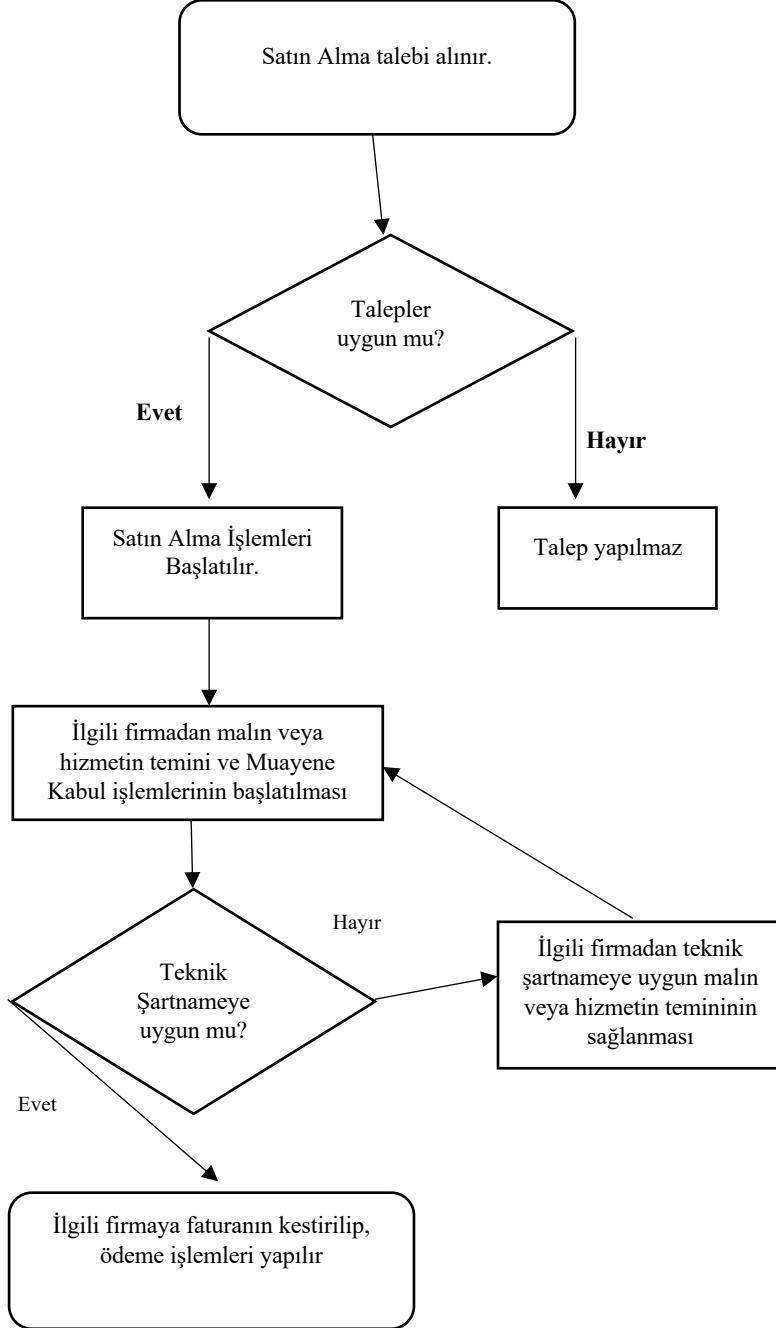 Satın Alma talebi alınır.
Talepler
uygun mu?
Evet
Hayır
Satın Alma İşlemleri
Başlatılır.
Talep yapılmaz
İlgili firmadan malın veya
hizmetin temini ve Muayene
Kabul işlemlerinin başlatılması
Teknik
Şartnameye
uygun mu?
Hayır
İlgili firmadan teknik
şartnameye uygun malın
veya hizmetin temininin
sağlanması
Evet
İlgili firmaya faturanın kestirilip,
ödeme işlemleri yapılır